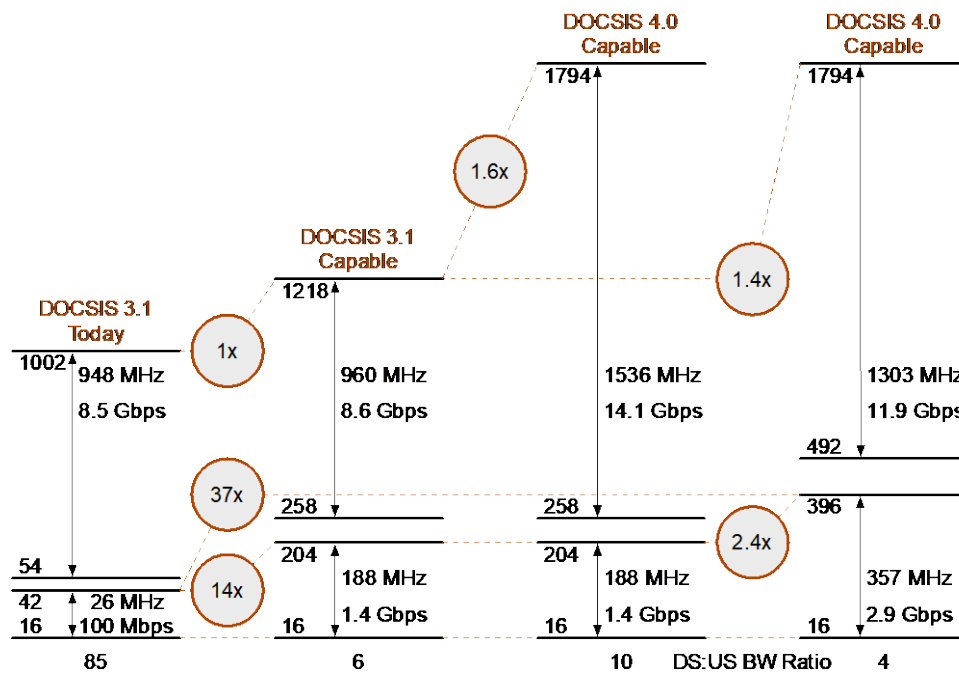 DOCSIS 4.0
Capable
DOCSIS 4.0
Capable
1794
1794
1.6x
DOCSIS 3.1
Capable
1218
1.4x
DOCSIS 3.1
Today
1002
1x
948 MHz
8.5 Gbps
960 MHz
8.6 Gbps
1536 MHz
14.1 Gbps
1303 MHz
11.9 Gbps
492
37x
258
258
396
54
204
204
2.4x
42
26 MHz
14x
188 MHz
188 MHz
357 MHz
16
100 Mbps
16
1.4 Gbps
16
1.4 Gbps
16
2.9 Gbps
85
6
10
DS:US BW Ratio
4